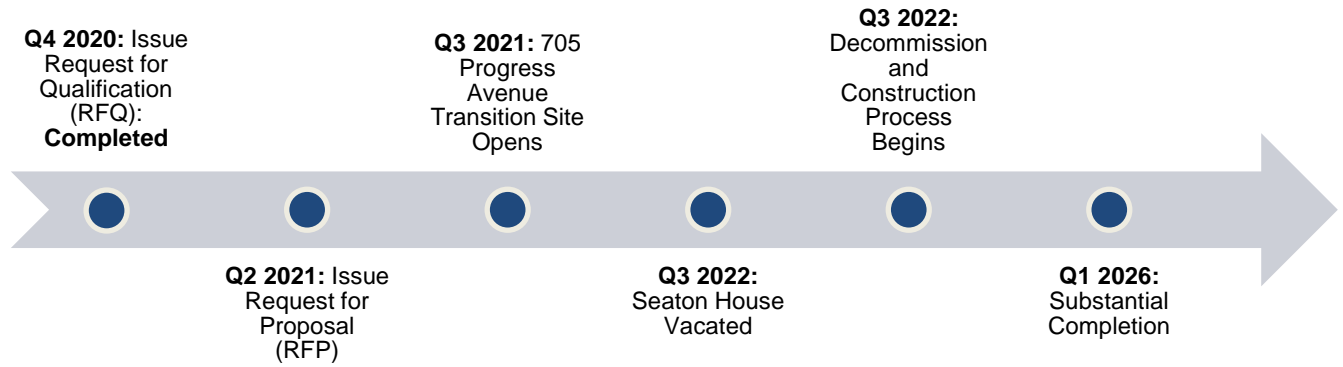 Q4 2020: Issue
Request for
Qualification
(RFQ):
Completed
Q2 2021: Issue
Request for
Proposal
(RFP)
Q3 2021: 705
Progress
Avenue
Transition Site
Opens
Q3 2022:
Seaton House
Vacated
Q3 2022:
Decommission
and
Construction
Process
Begins
Q1 2026:
Substantial
Completion